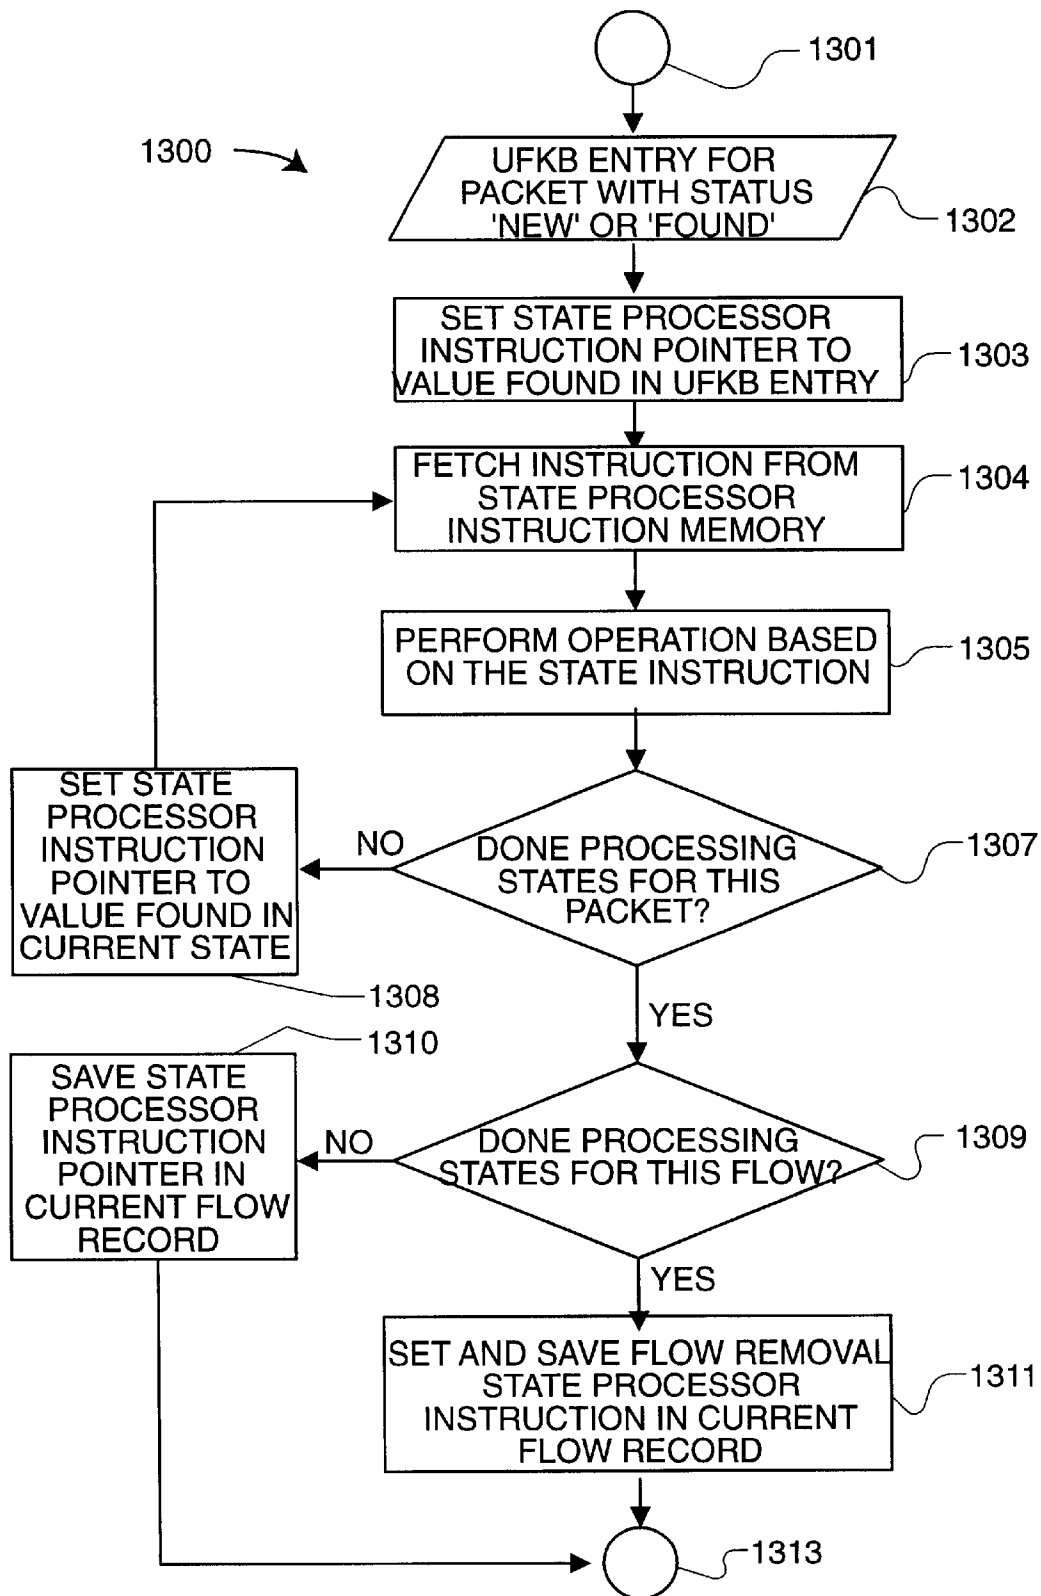 1301
1300
UFKB ENTRY FOR
PACKET WITH STATUS
'NEW' OR 'FOUND'
1302
SET STATE PROCESSOR
INSTRUCTION POINTER TO
VALUE FOUND IN UFKB ENTRY
1303
FETCH INSTRUCTION FROM
STATE PROCESSOR
INSTRUCTION MEMORY
1304
PERFORM OPERATION BASED
ON THE STATE INSTRUCTION
1305
DONE PROCESSING
STATES FOR THIS
PACKET?
1307
NO
SET STATE
PROCESSOR
INSTRUCTION
POINTER TO
VALUE FOUND IN
CURRENT STATE
1308
YES
1310
SAVE STATE
PROCESSOR
INSTRUCTION
POINTER IN
CURRENT FLOW
RECORD
NO
DONE PROCESSING
STATES FOR THIS FLOW?
1309
YES
SET AND SAVE FLOW REMOVAL
STATE PROCESSOR
INSTRUCTION IN CURRENT
FLOW RECORD
1311
1313